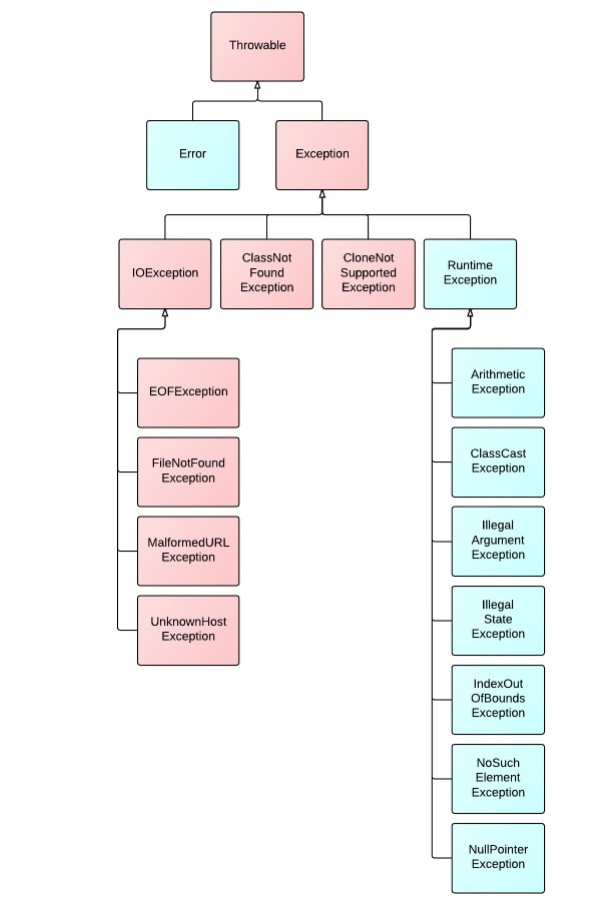 Throwable
Error
Exception
IOException
ClassNot
Found
Exception
CloneNot
Supported
Exception
Runtime
Exception
EOFException
FileNotFound
Exception
MalformedURL
Exception
UnknownHost
Exception
Arithmetic
Exception
ClassCast
Exception
Illegal
Argument
Exception
Illegal
State
Exception
IndexOut
OfBounds
Exception
NoSuch
Element
Exception
NullPointer
Exception